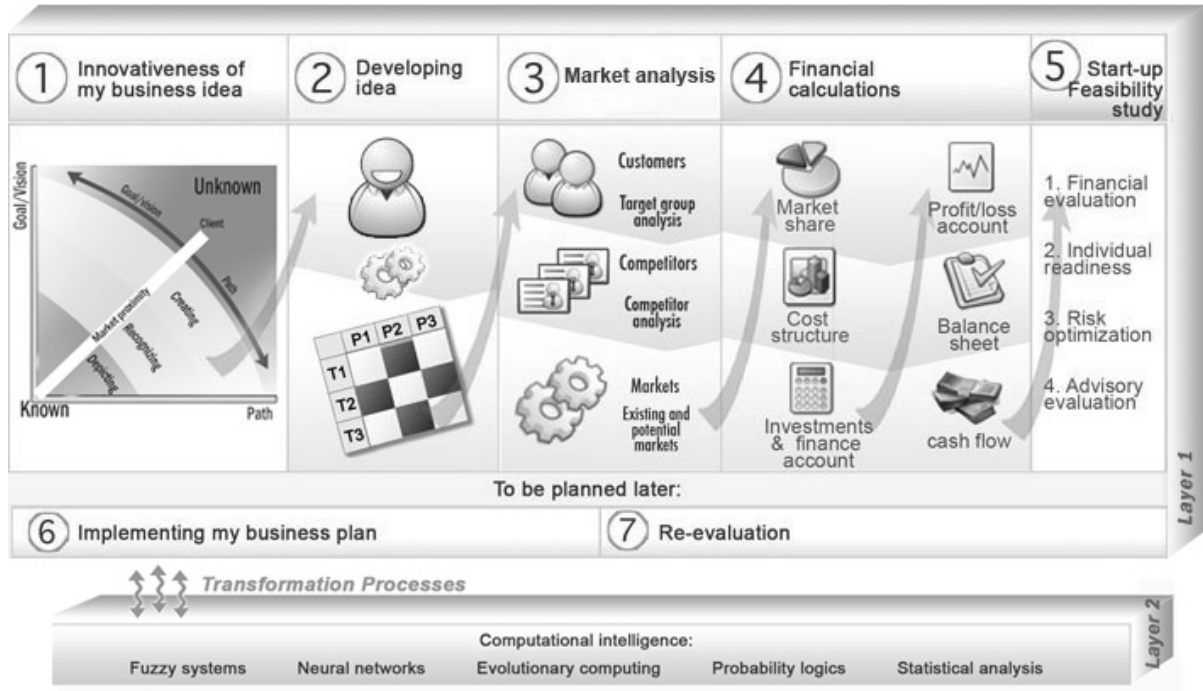 1 Innovativeness of
my business idea
2 Developing
idea
3 Market analysis
4 Financial
calculations
5 Start-up
Feasibility
study
Goal/Vision
Unknown
Goal/vision
Client
Path
Market proximity
Creating
Recognizing
Depicting
Known
Path
P1 P2 P3
T1
T2
T3
Customers
Target group
analysis
Competitors
Competitor
analysis
Markets
Existing and
potential
markets
Market
share
Cost
structure
Investments
& finance
account
Profit/loss
account
Balance
sheet
cash flow
1. Financial
evaluation
2. Individual
readiness
3. Risk
optimization
4. Advisory
evaluation
Layer 1
To be planned later:
6 Implementing my business plan
7 Re-evaluation
Transformation Processes
Layer 2
Computational intelligence:
Fuzzy systems Neural networks Evolutionary computing Probability logics Statistical analysis